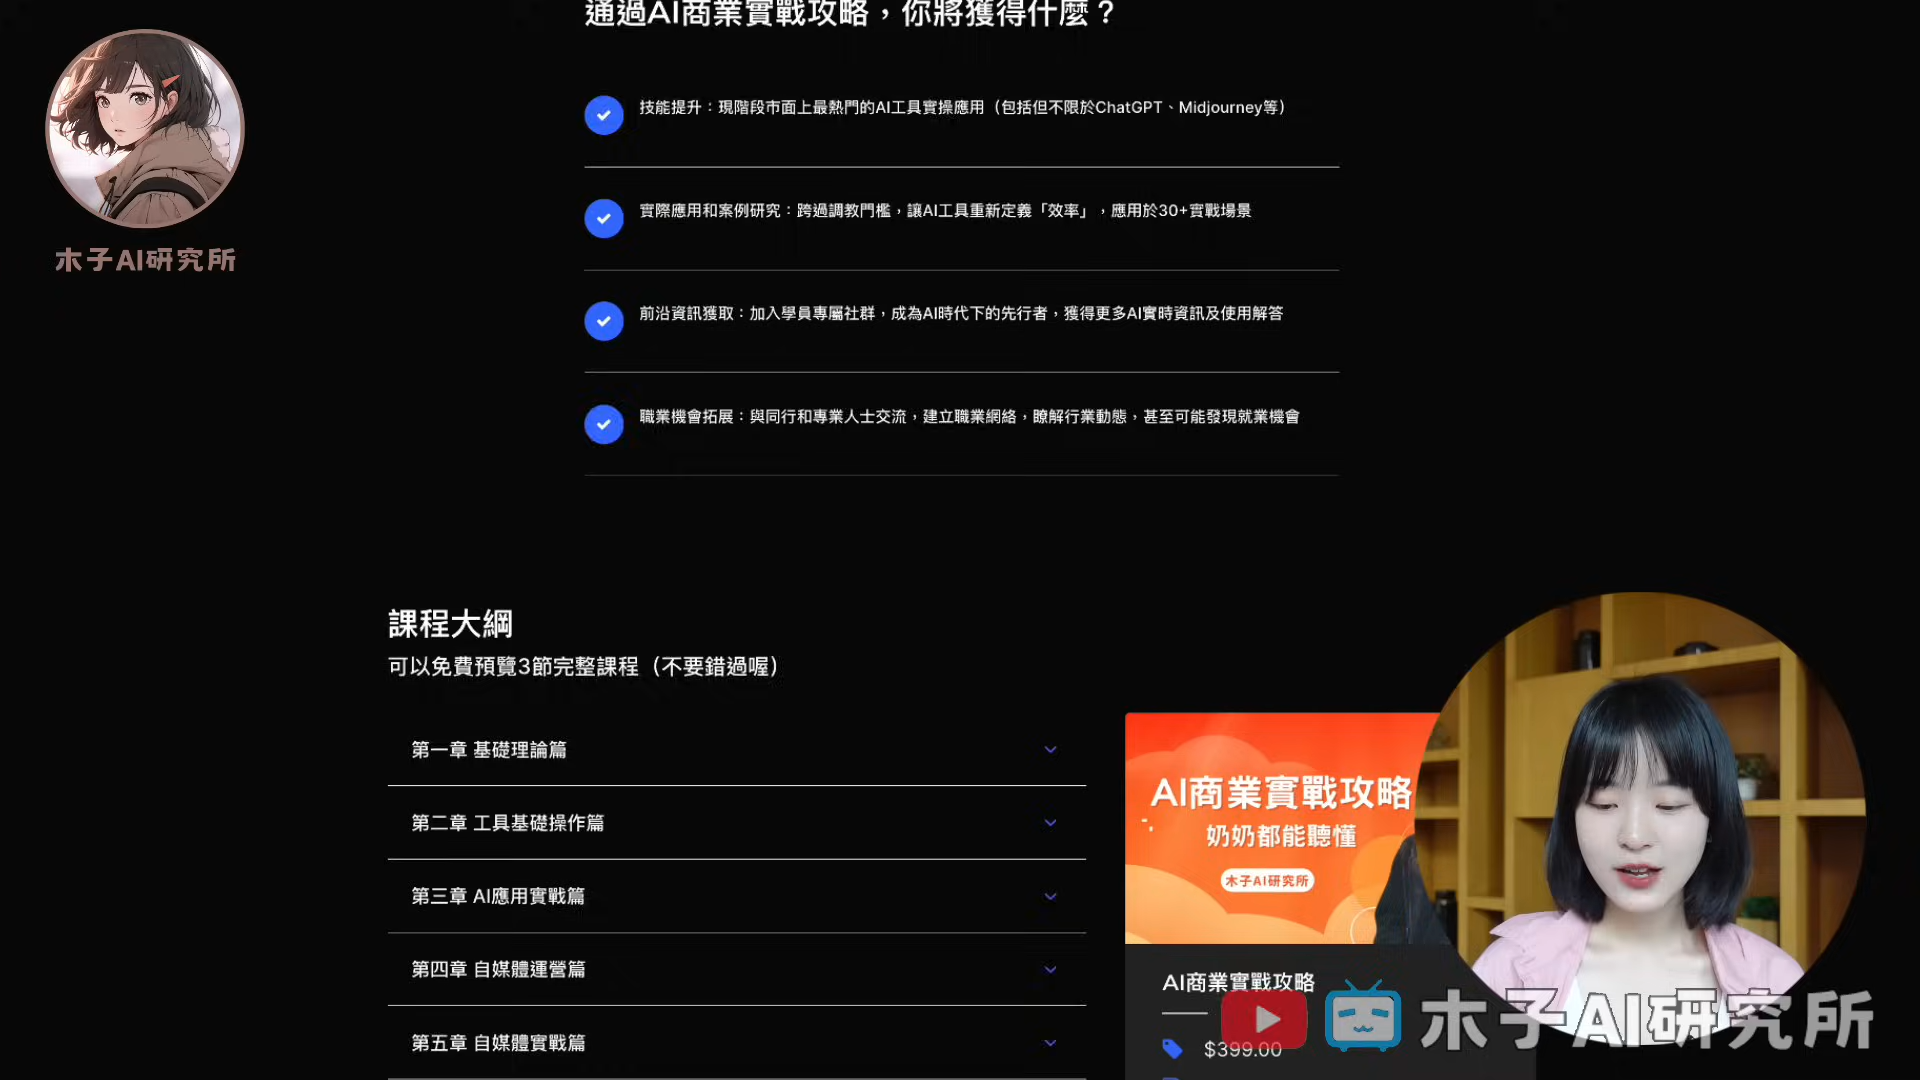 通過AI商業實戰攻略，你將獲得什麼？
技能提升：現階段市面上最熱門的AI工具實操應用（包括但不限於ChatGPT、Midjourney等）
木子AI研究所
實際應用和案例研究：跨過調教門檻，讓AI工具重新定義「效率」，應用於30+實戰場景
前沿資訊獲取：加入學員專屬社群，成為AI時代下的先行者，獲得更多AI實時資訊及使用解答
職業機會拓展：與同行和專業人士交流，建立職業網絡，瞭解行業動態，甚至可能發現就業機會
課程大綱
可以免費預覽3節完整課程（不要錯過喔）
第一章 基礎理論篇
第二章 工具基礎操作篇
第三章 AI應用實戰篇
第四章 自媒體運營篇
第五章 自媒體實戰篇
AI商業實戰攻略
奶奶都能聽懂
木子AI研究所
AI商業實戰攻略
$399.00
木子AI研究所